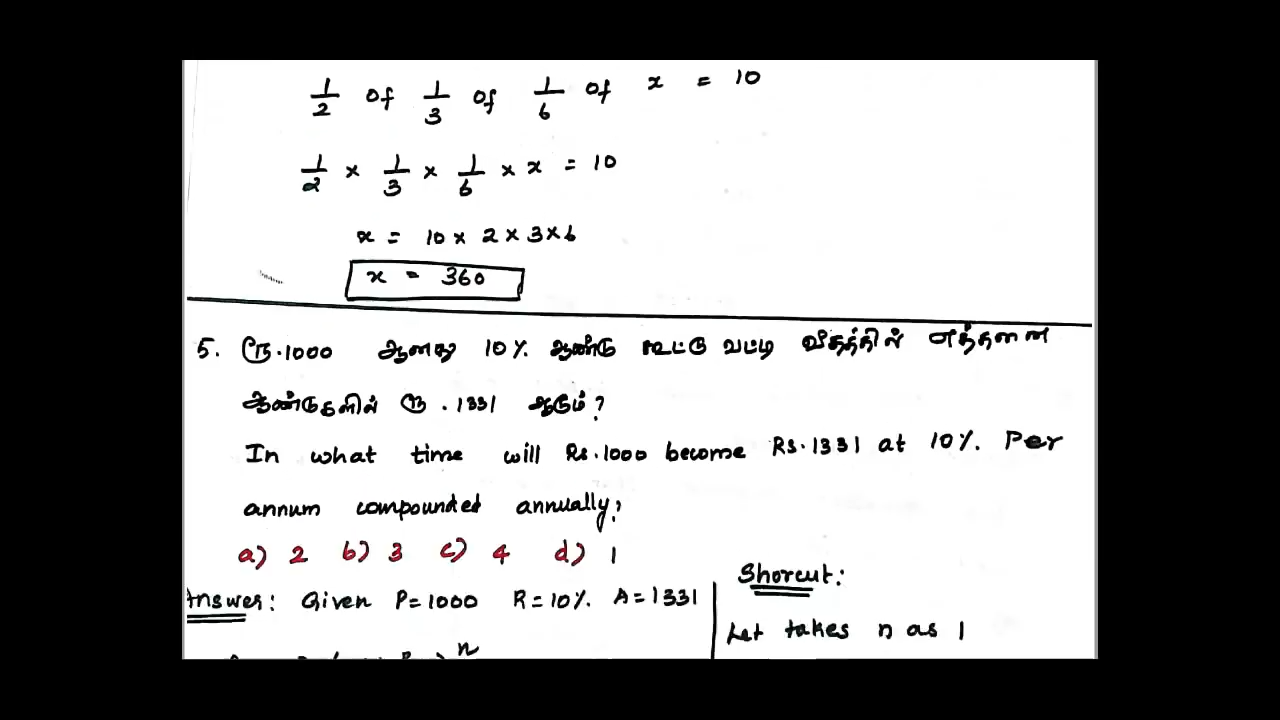 1/2 of 1/3 of 1/6 of x = 10
1/2 × 1/3 × 1/6 × x = 10
x = 10 × 2 × 3 × 6
x = 360
5. ரூ.1000 ஆனது 10%. ஆண்டு கூட்டு வட்டி வீதத்தில் எத்தனை
ஆண்டுகளில் ரூ.1331 ஆகும்?
In what time will Rs.1000 become Rs.1331 at 10%. Per
annum compounded annually?
a) 2 b) 3 c) 4 d) 1
Answer: Given P=1000 R=10%. A=1331
n
Shorcut:
Let takes n as 1